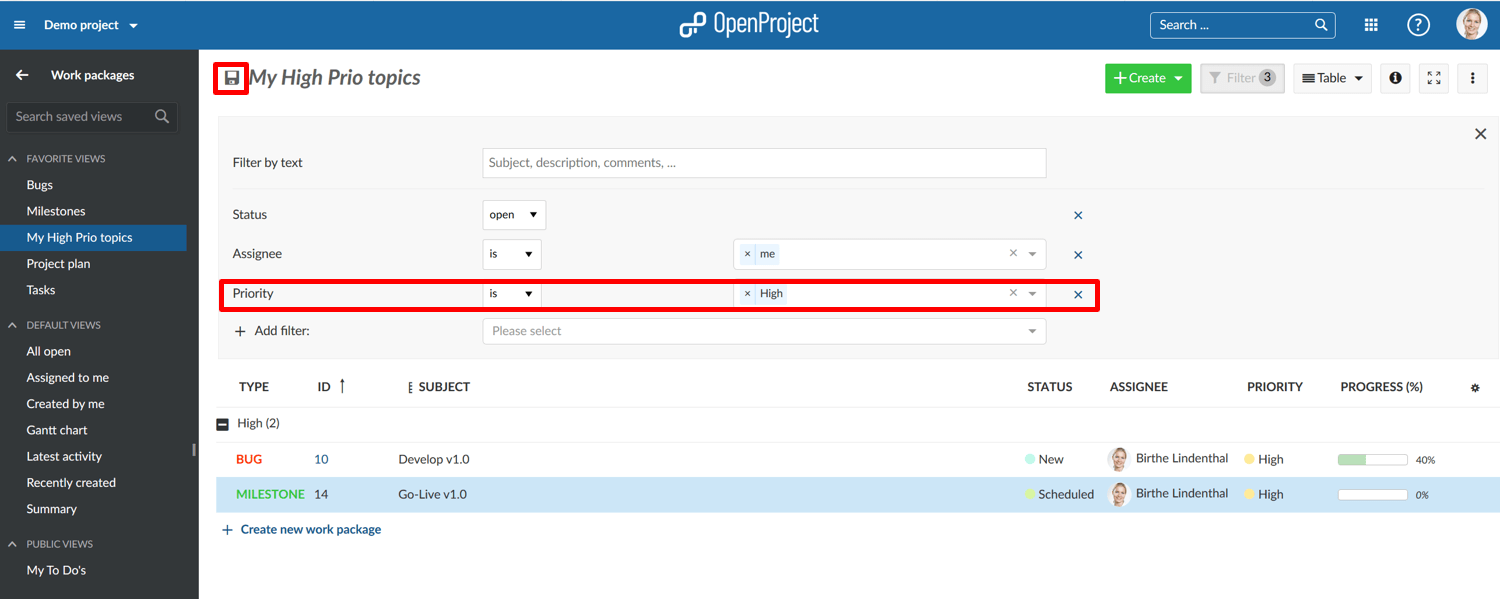 Demo project
OpenProject
Search ...
?
Work packages
Search saved views
FAVORITE VIEWS
Bugs
Milestones
My High Prio topics
Project plan
Tasks
DEFAULT VIEWS
All open
Assigned to me
Created by me
Gantt chart
Latest activity
Recently created
Summary
PUBLIC VIEWS
My To Do's
My High Prio topics
+ Create
Filter 3
Table
Filter by text
Subject, description, comments, ...
Status
open
Assignee
is
× me
Priority
is
× High
+ Add filter:
Please select
TYPE ID SUBJECT STATUS ASSIGNEE PRIORITY PROGRESS (%)
High (2)
BUG 10 Develop v1.0 New Birthe Lindenthal High 40%
MILESTONE 14 Go-Live v1.0 Scheduled Birthe Lindenthal High 0%
+ Create new work package